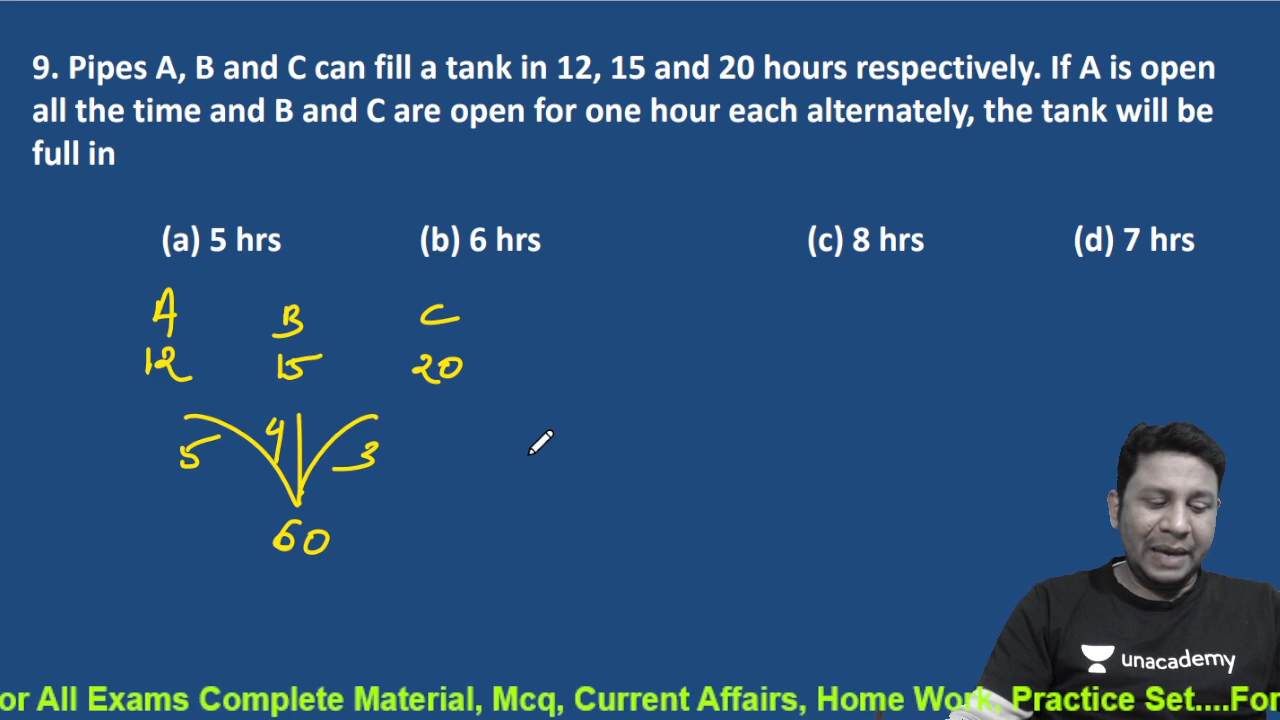 9. Pipes A, B and C can fill a tank in 12, 15 and 20 hours respectively. If A is open
all the time and B and C are open for one hour each alternately, the tank will be
full in
(a) 5 hrs (b) 6 hrs (c) 8 hrs (d) 7 hrs
A B C
12 15 20
5 4 3
60
unacademy
or All Exams Complete Material, Mcq, Current Affairs, Home Work, Practice Set....For